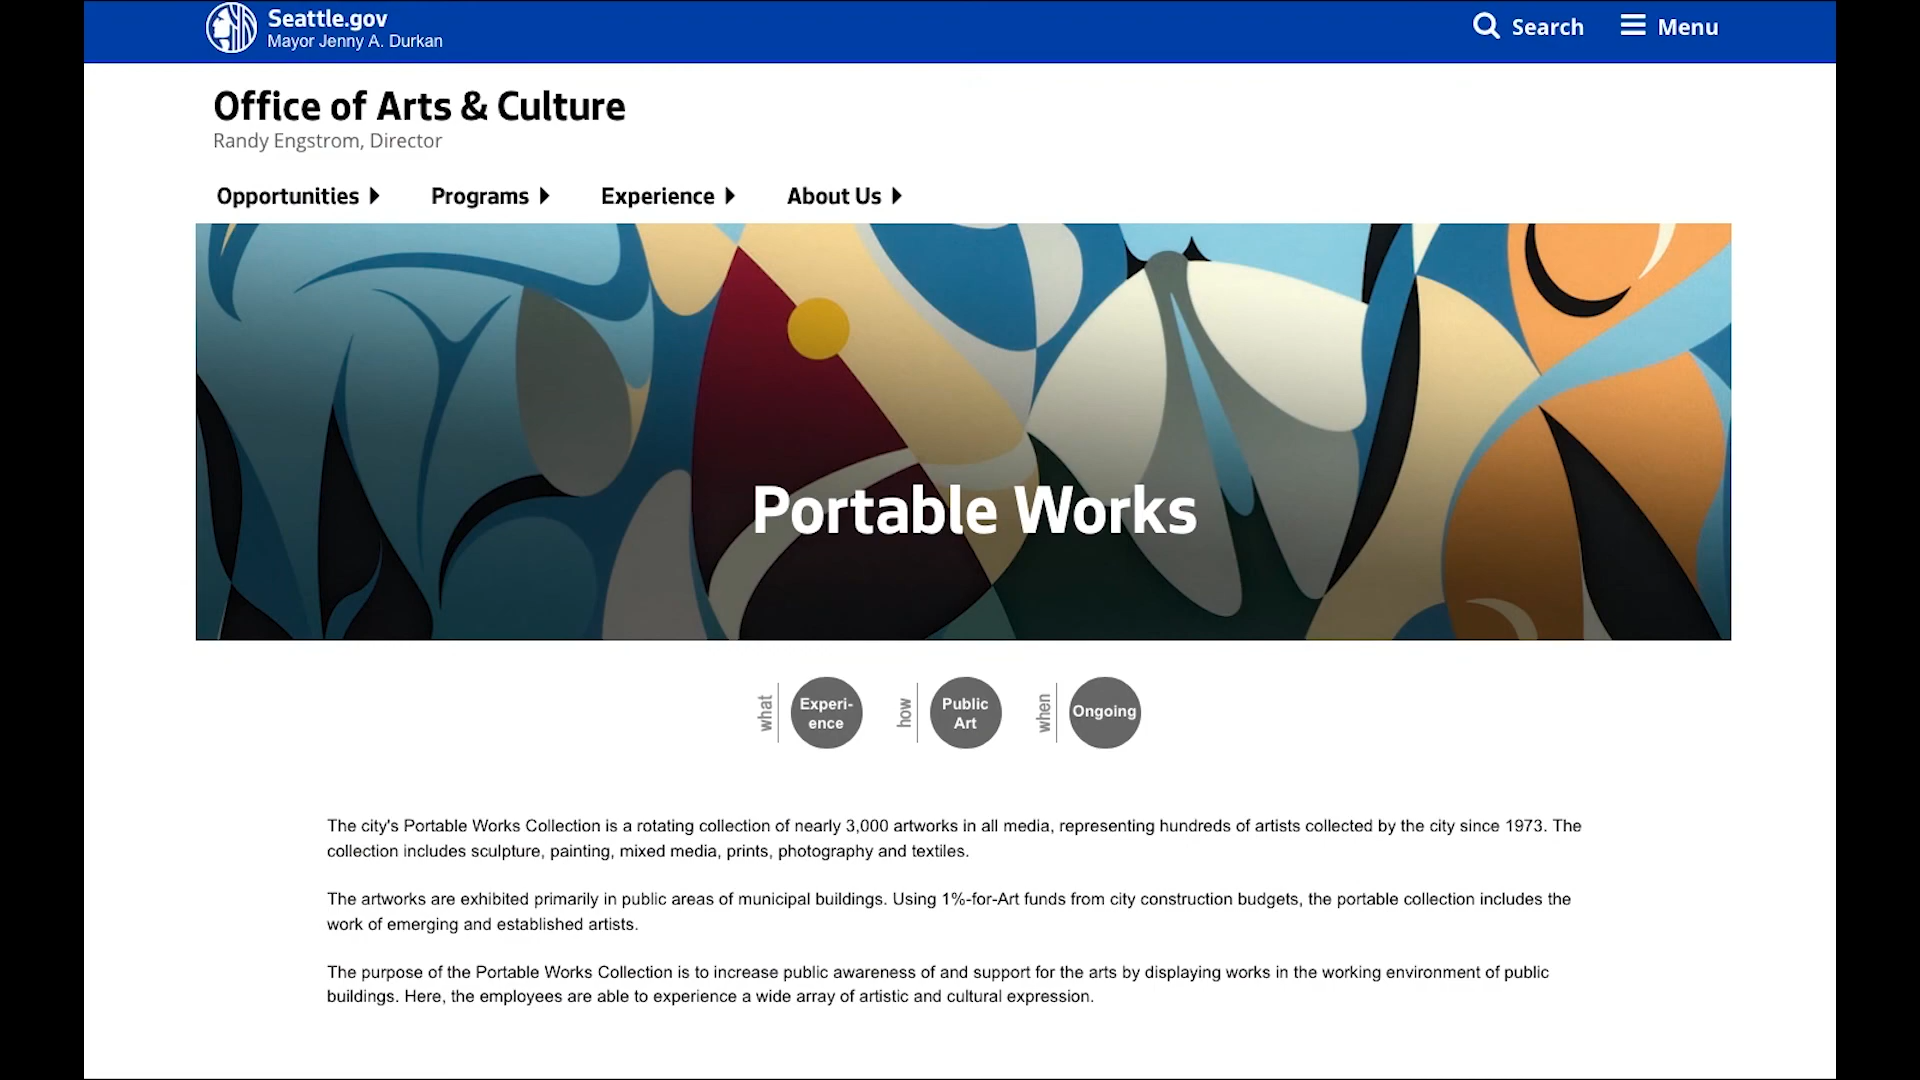 Seattle.gov
Mayor Jenny A. Durkan
Search
Menu
Office of Arts & Culture
Randy Engstrom, Director
Opportunities
Programs
Experience
About Us
Portable Works
what
Experi-
ence
how
Public
Art
when
Ongoing
The city's Portable Works Collection is a rotating collection of nearly 3,000 artworks in all media, representing hundreds of artists collected by the city since 1973. The
collection includes sculpture, painting, mixed media, prints, photography and textiles.
The artworks are exhibited primarily in public areas of municipal buildings. Using 1%-for-Art funds from city construction budgets, the portable collection includes the
work of emerging and established artists.
The purpose of the Portable Works Collection is to increase public awareness of and support for the arts by displaying works in the working environment of public
buildings. Here, the employees are able to experience a wide array of artistic and cultural expression.